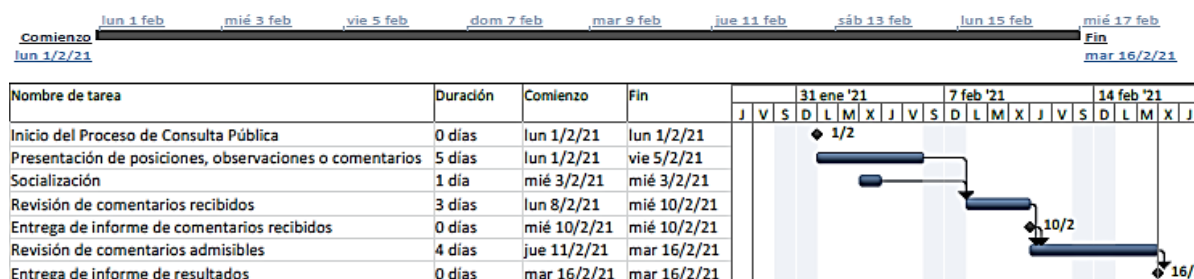 lun 1 feb mié 3 feb vie 5 feb dom 7 feb mar 9 feb jue 11 feb sáb 13 feb lun 15 feb mié 17 feb
Comienzo Fin
lun 1/2/21 mar 16/2/21
Nombre de tarea Duración Comienzo Fin 31 ene '21 7 feb '21 14 feb '21
J V S D L M X J V S D L M X J V S D L M X J
Inicio del Proceso de Consulta Pública 0 días lun 1/2/21 lun 1/2/21 1/2
Presentación de posiciones, observaciones o comentarios 5 días lun 1/2/21 vie 5/2/21
Socialización 1 día mié 3/2/21 mié 3/2/21
Revisión de comentarios recibidos 3 días lun 8/2/21 mié 10/2/21
Entrega de informe de comentarios recibidos 0 días mié 10/2/21 mié 10/2/21 10/2
Revisión de comentarios admisibles 4 días jue 11/2/21 mar 16/2/21
Entrega de informe de resultados 0 días mar 16/2/21 mar 16/2/21 16/